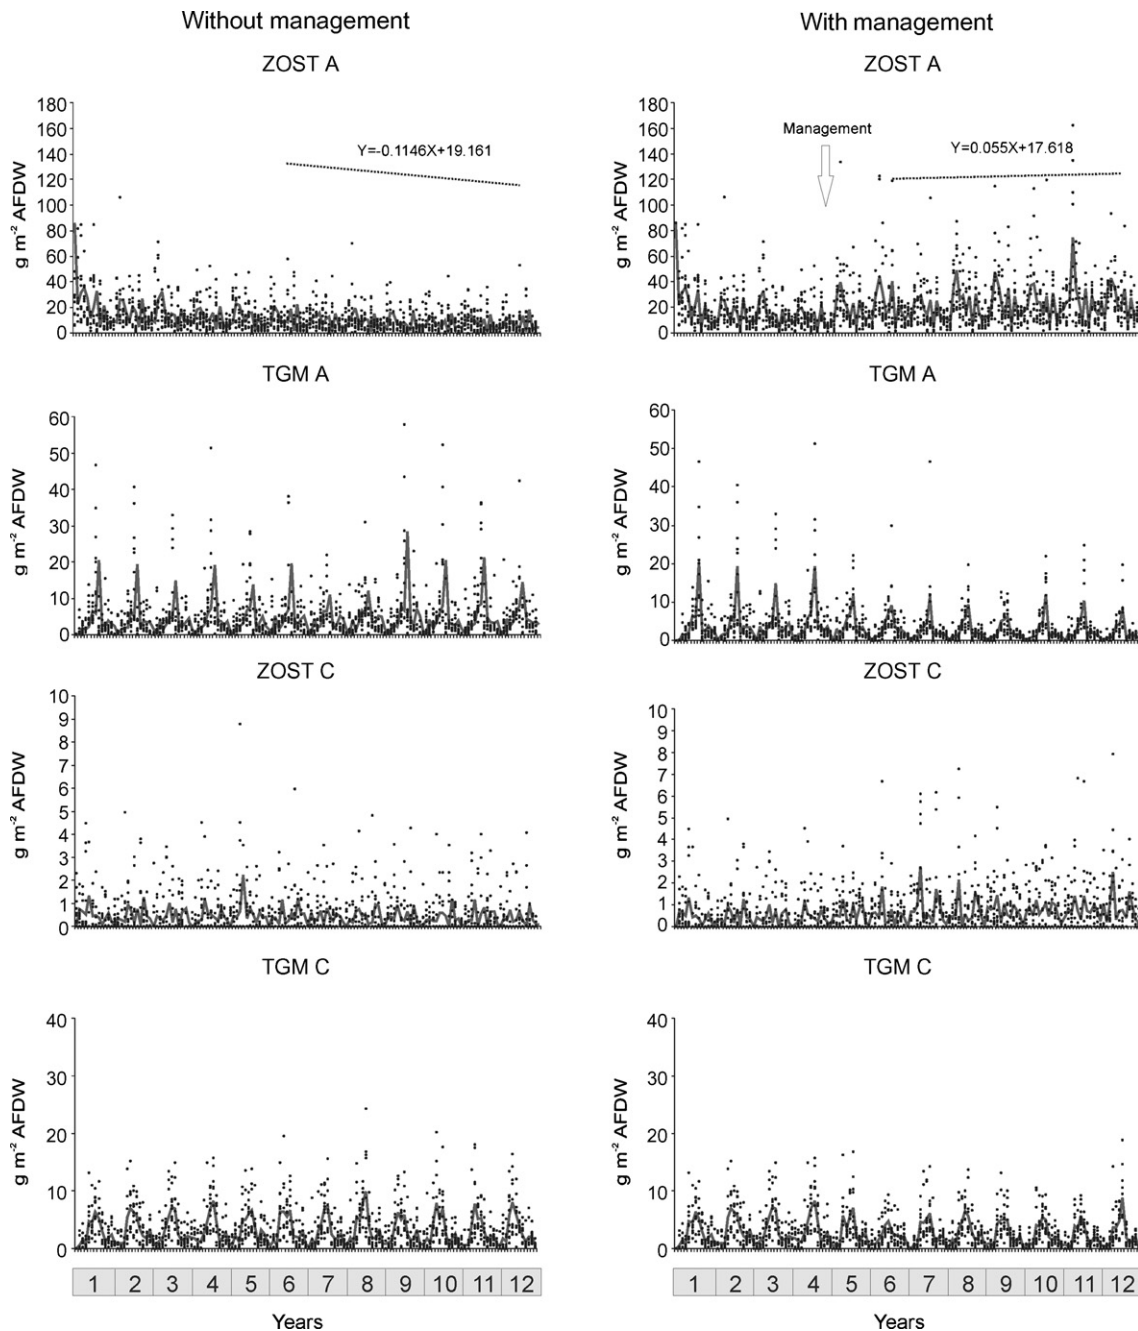 Without management
With management
ZOST A
ZOST A
g m⁻² AFDW
180
160
140
120
100
80
60
40
20
0
Y=-0.1146X+19.161
g m⁻² AFDW
180
160
140
120
100
80
60
40
20
0
Management
Y=0.055X+17.618
TGM A
TGM A
g m⁻² AFDW
60
50
40
30
20
10
0
g m⁻² AFDW
60
50
40
30
20
10
0
ZOST C
ZOST C
g m⁻² AFDW
10
9
8
7
6
5
4
3
2
1
0
g m⁻² AFDW
10
9
8
7
6
5
4
3
2
1
0
TGM C
TGM C
g m⁻² AFDW
40
30
20
10
0
g m⁻² AFDW
40
30
20
10
0
1 2 3 4 5 6 7 8 9 10 11 12
1 2 3 4 5 6 7 8 9 10 11 12
Years
Years